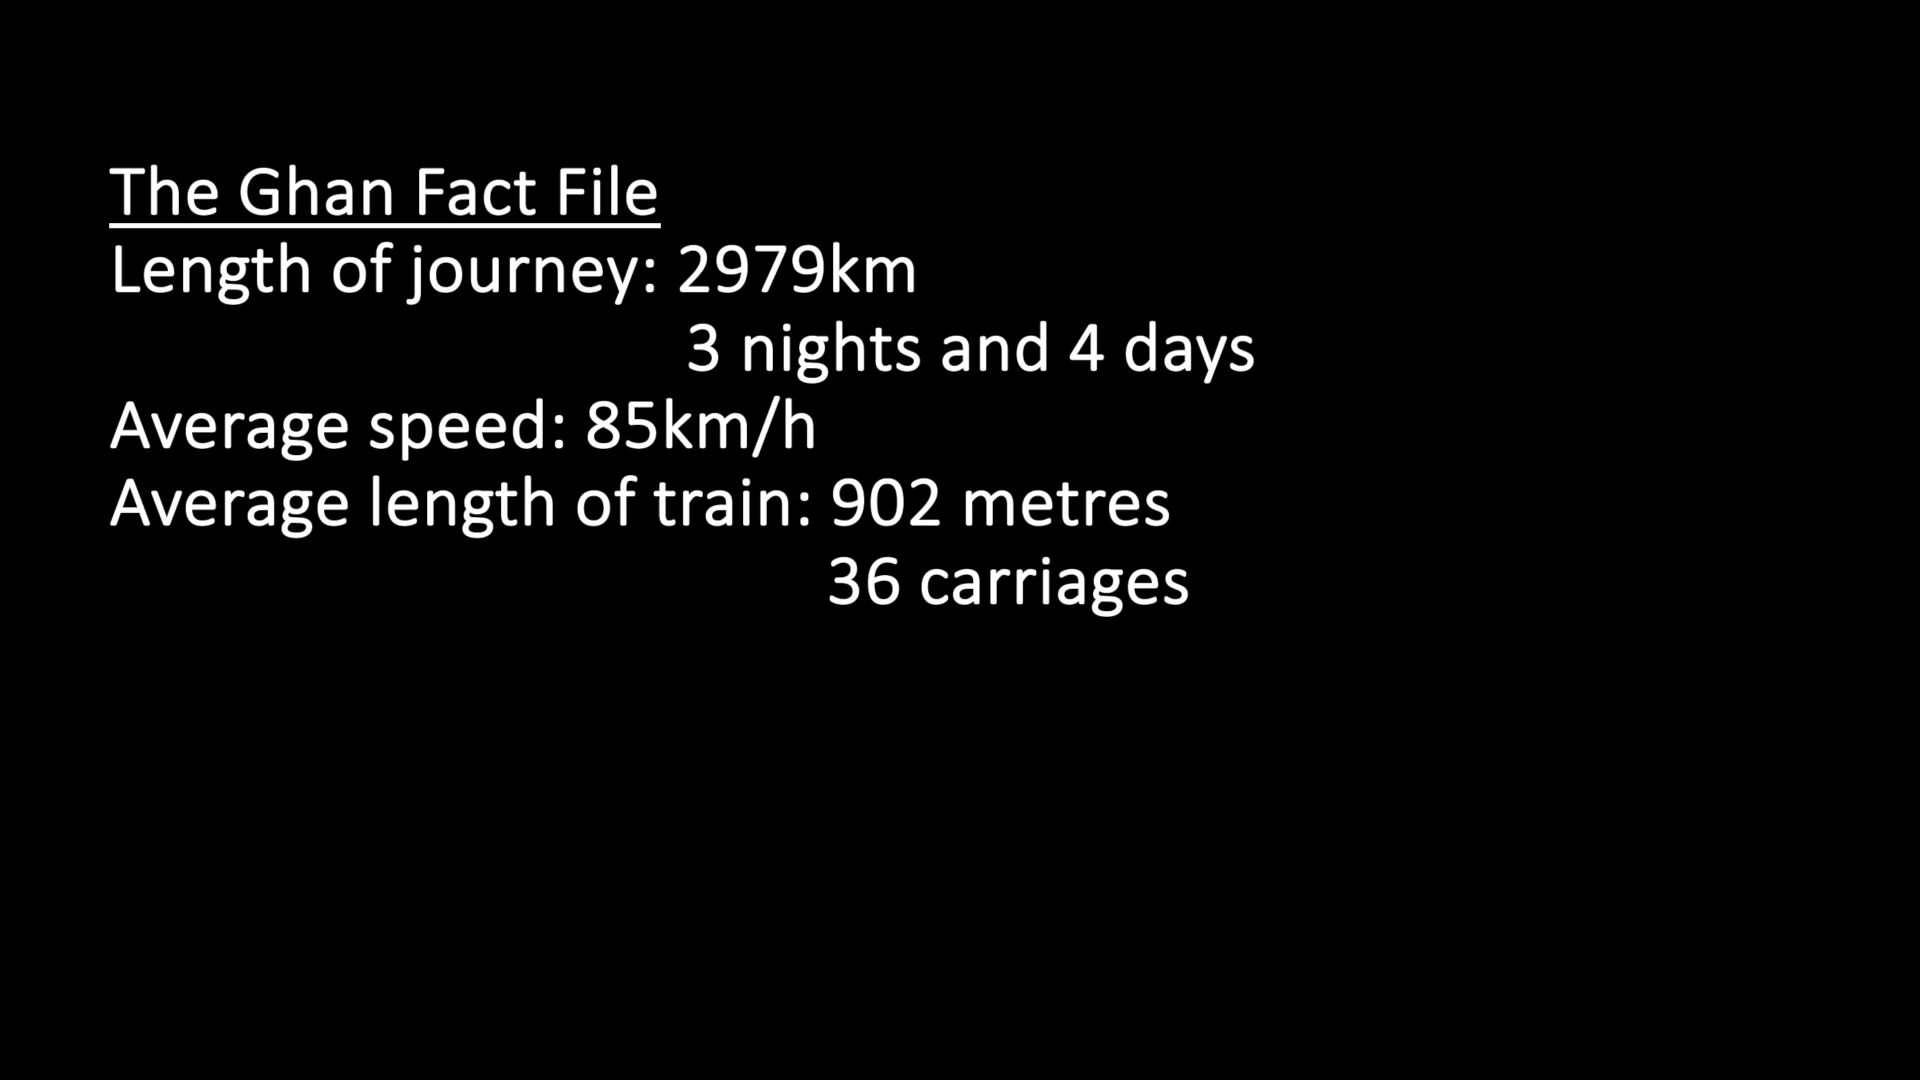 The Ghan Fact File
Length of journey: 2979km
3 nights and 4 days
Average speed: 85km/h
Average length of train: 902 metres
36 carriages